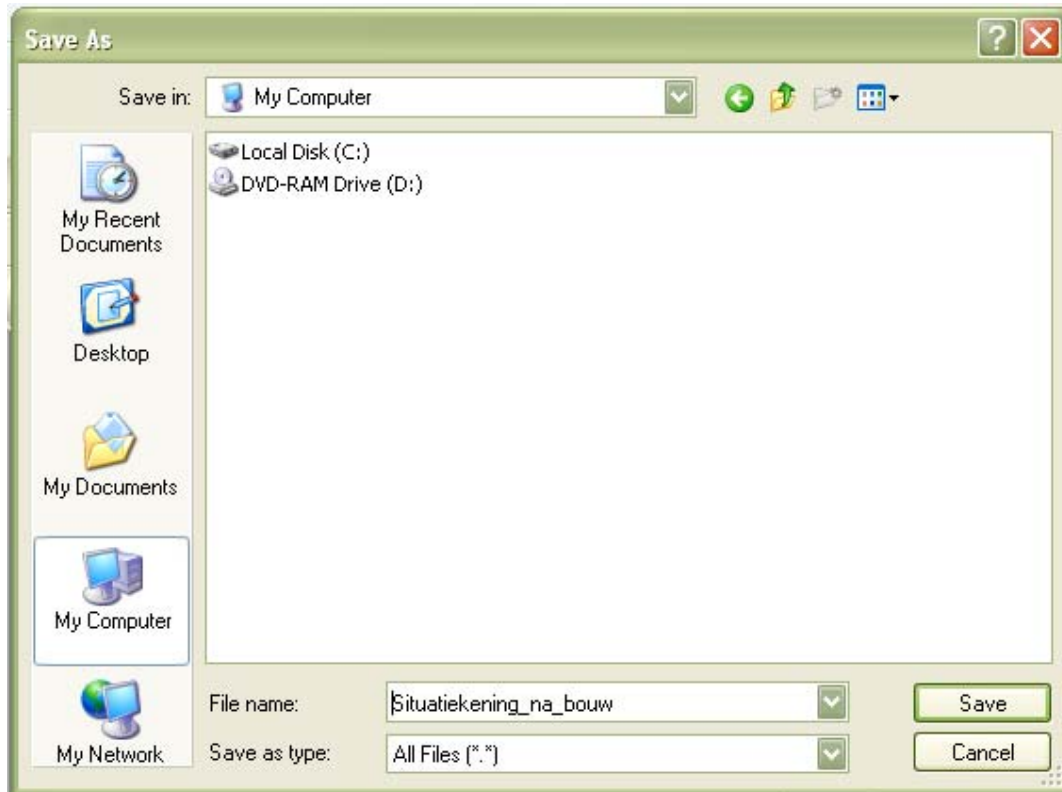 Save As
Save in:
My Computer
Local Disk (C:)
DVD-RAM Drive (D:)
My Recent
Documents
Desktop
My Documents
My Computer
My Network
File name:
Situatiekening_na_bouw
Save
Save as type:
All Files (*.*)
Cancel